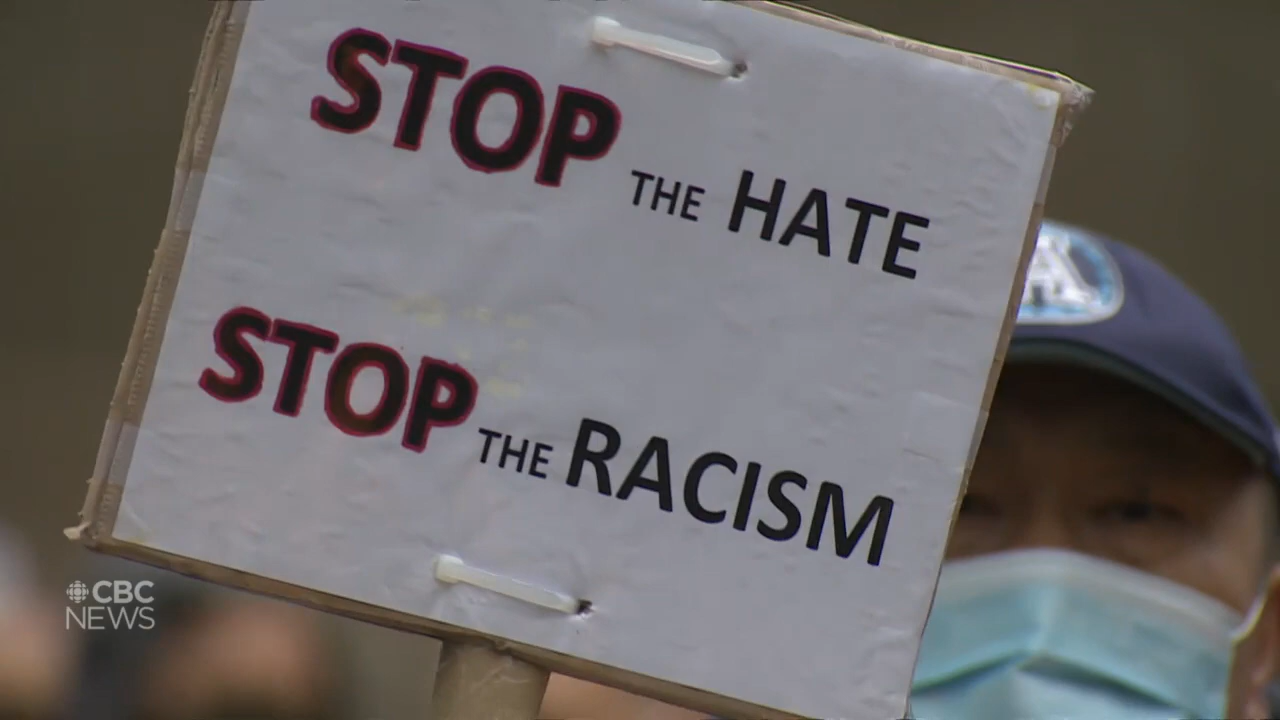 STOP THE HATE
STOP THE RACISM
A
CBC
NEWS